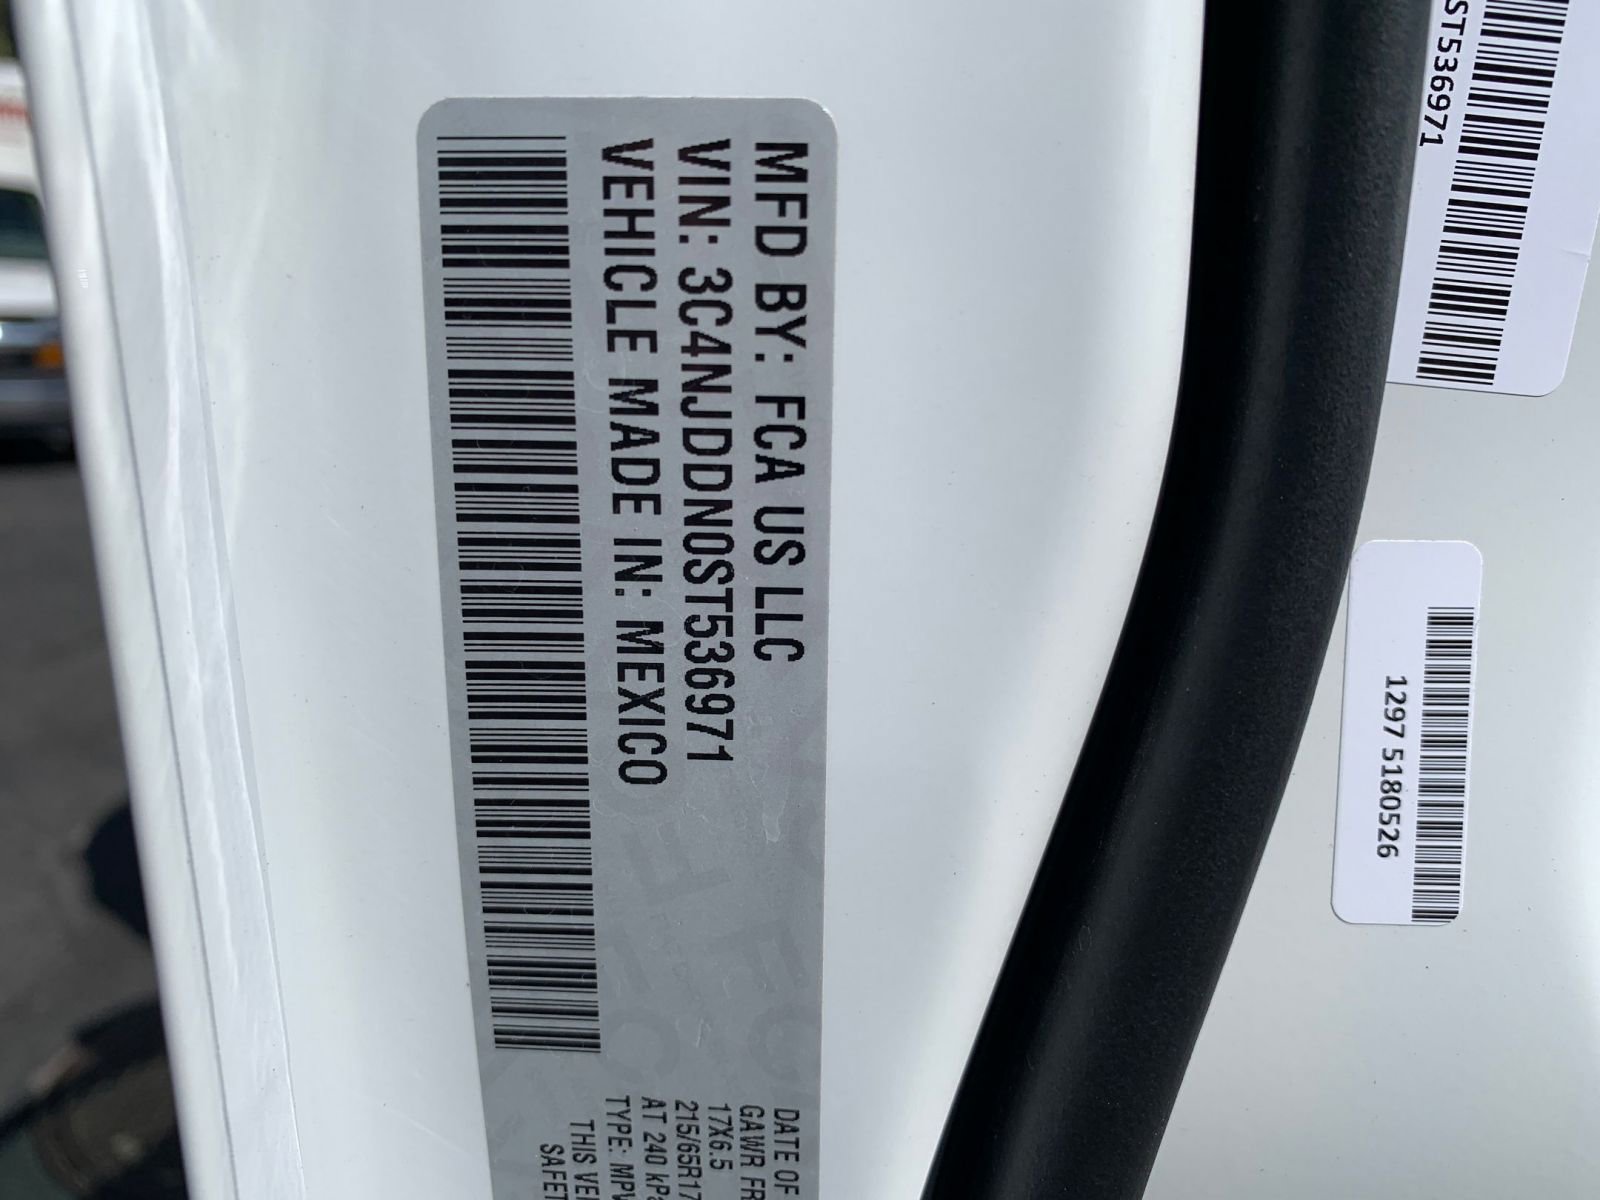 MFD BY: FCA US LLC
VIN: 3C4NJDDN0ST536971
VEHICLE MADE IN: MEXICO
DATE OF
GAWR FR
17X6.5
215/65R17
AT 240 kPa
TYPE: MPV
THIS VEH
SAFET
ST536971
1297 5180526